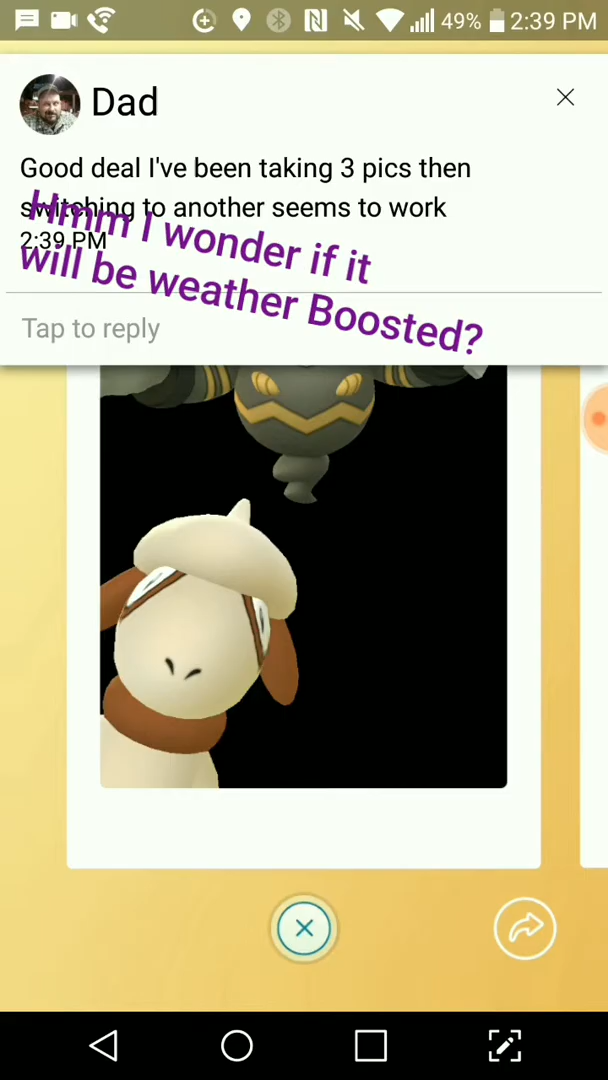 49% 2:39 PM
Dad
Good deal I've been taking 3 pics then
switching to another seems to work
2:39 PM
Hmm I wonder if it
will be weather Boosted?
Tap to reply